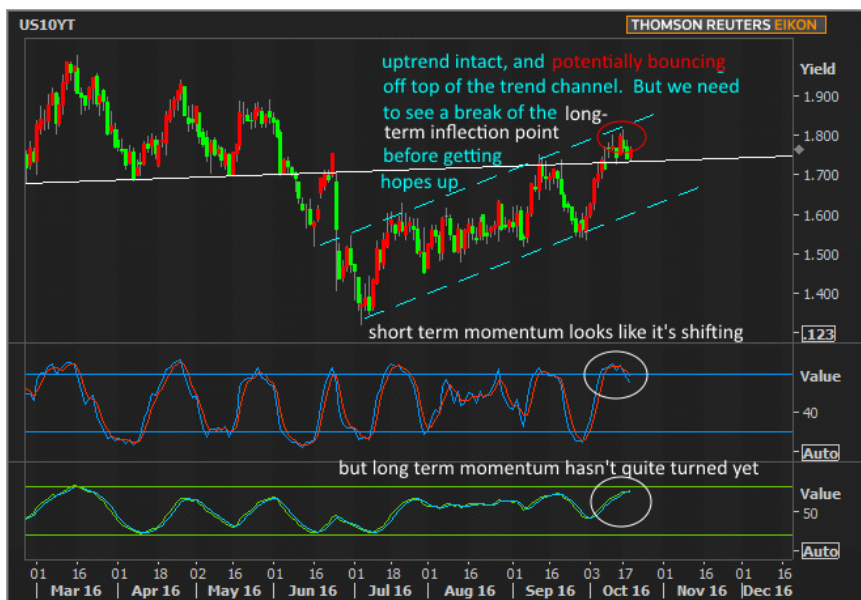 US10YT
THOMSON REUTERS EIKON
uptrend intact, and potentially bouncing
off top of the trend channel. But we need
to see a break of the long-
term inflection point
before getting
hopes up
Yield
1.900
1.800
1.700
1.600
1.500
1.400
.123
short term momentum looks like it's shifting
Value
40
Auto
but long term momentum hasn't quite turned yet
Value
50
Auto
01 16 01 18 02 16 01 16 01 18 01 16 01 16 03 17 01 16 01
Mar 16 Apr 16 May 16 Jun 16 Jul 16 Aug 16 Sep 16 Oct 16 Nov 16 Dec 16